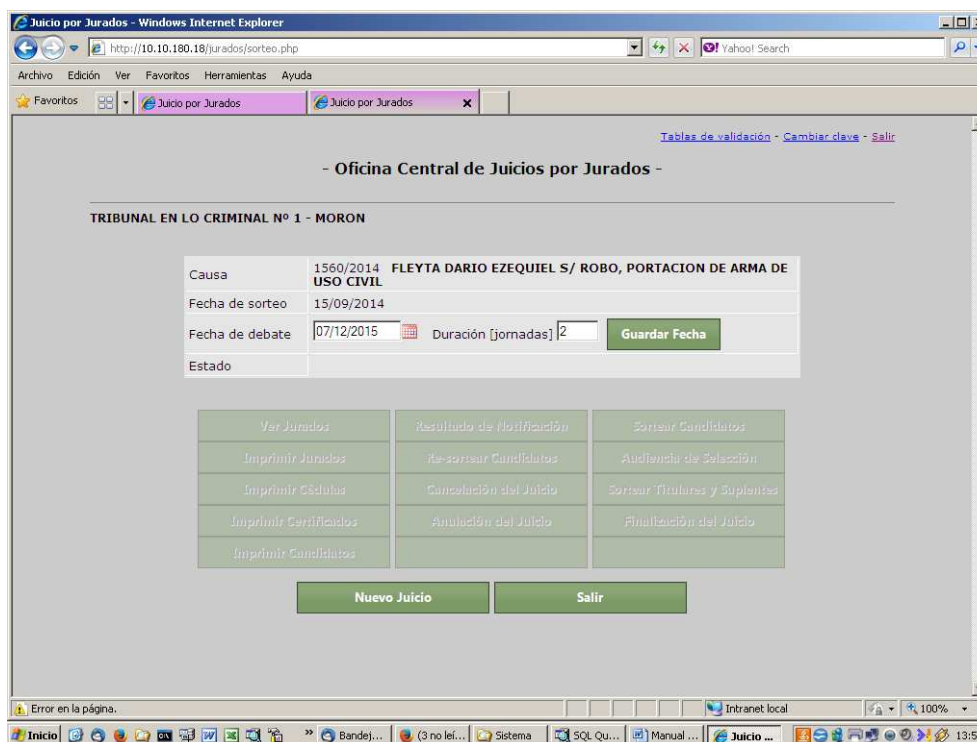 Juicio por Jurados - Windows Internet Explorer
http://10.10.180.18/jurados/sorteo.php
Yahoo! Search
Archivo Edición Ver Favoritos Herramientas Ayuda
Favoritos Juicio por Jurados Juicio por Jurados
Tablas de validación - Cambiar clave - Salir
- Oficina Central de Juicios por Jurados -
TRIBUNAL EN LO CRIMINAL Nº 1 - MORON
Causa 1560/2014 FLEYTA DARIO EZEQUIEL S/ ROBO, PORTACION DE ARMA DE
USO CIVIL
Fecha de sorteo 15/09/2014
Fecha de debate 07/12/2015 Duración [jornadas] 2 Guardar Fecha
Estado
Ver Jurados Resultado de Notificación Sortear Candidatos
Imprimir Jurados Re-sortear Candidatos Audiencia de Selección
Imprimir Cédulas Cancelación del Juicio Sortear Titulares y Suplentes
Imprimir Certificados Anulación del Juicio Finalización del Juicio
Imprimir Candidatos
Nuevo Juicio Salir
Error en la página. Intranet local 100%
Inicio Bandej... (3 no leí... Sistema SQL Qu... Manual ... Juicio ...